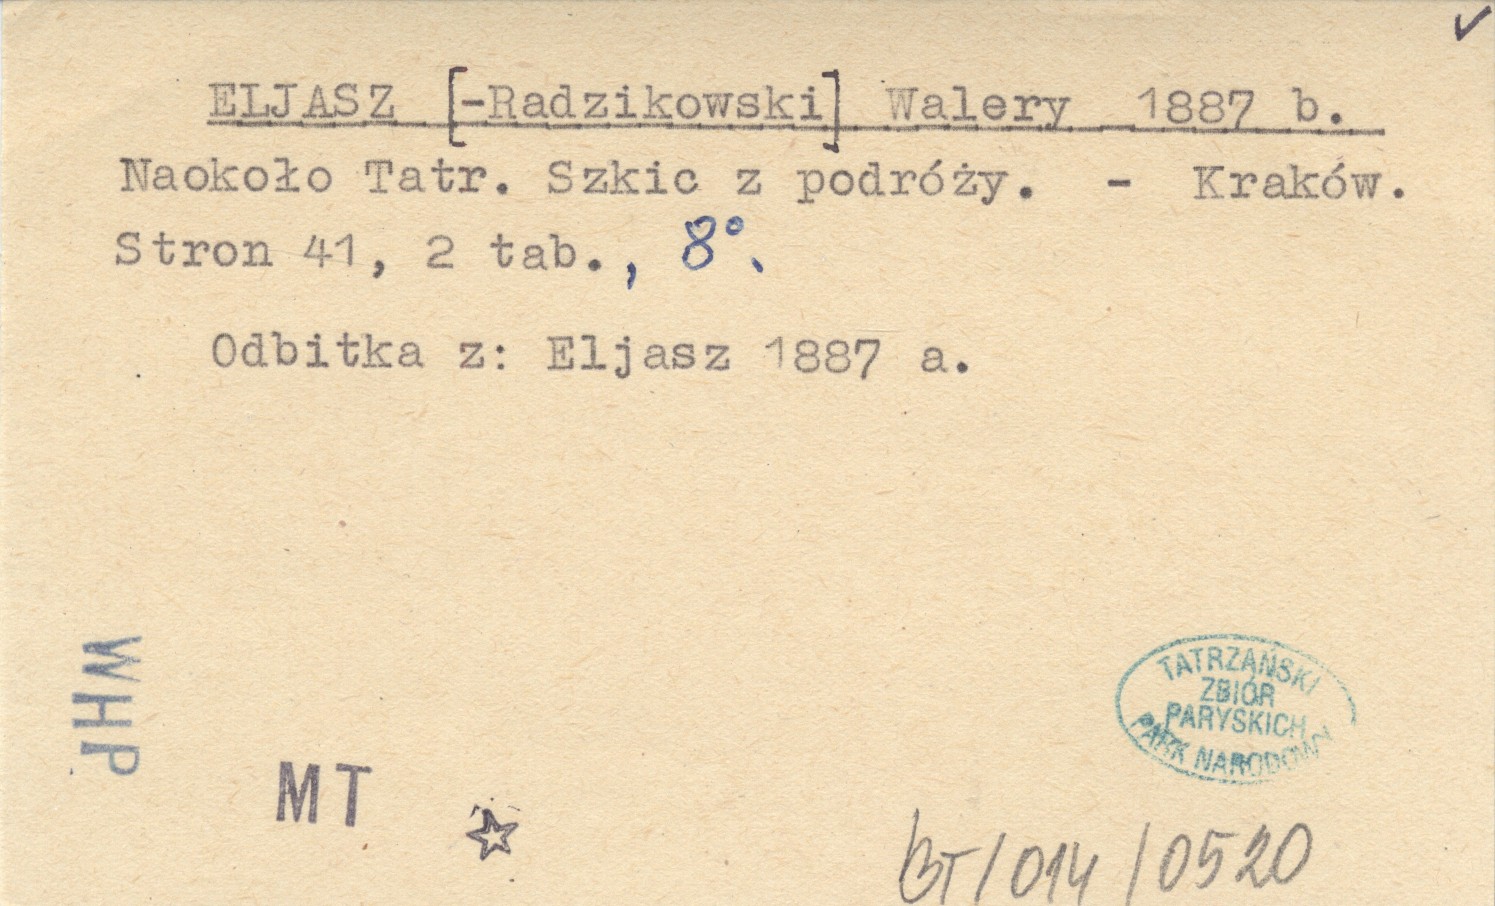 ELJASZ [-Radzikowski] Walery 1887 b.
Naokoło Tatr. Szkic z podróży. - Kraków.
Stron 41, 2 tab., 8°.
Odbitka z: Eljasz 1887 a.
WHP
MT
TATRZAŃSKI
ZBIÓR
PARYSKICH
PARK NARODOWY
BT/014/0520